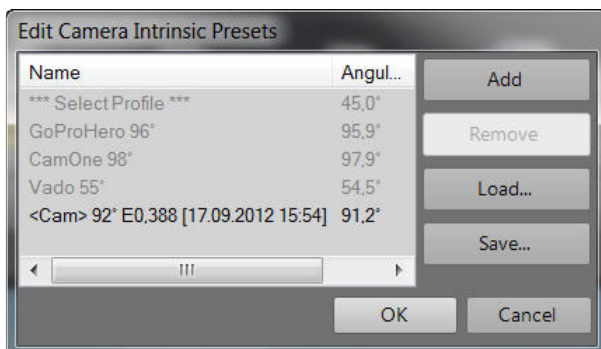 Edit Camera Intrinsic Presets
Name Angul...
*** Select Profile *** 45,0°
GoProHero 96° 95,9°
CamOne 98° 97,9°
Vado 55° 54,5°
<Cam> 92° E0,388 [17.09.2012 15:54] 91,2°
Add
Remove
Load...
Save...
OK Cancel